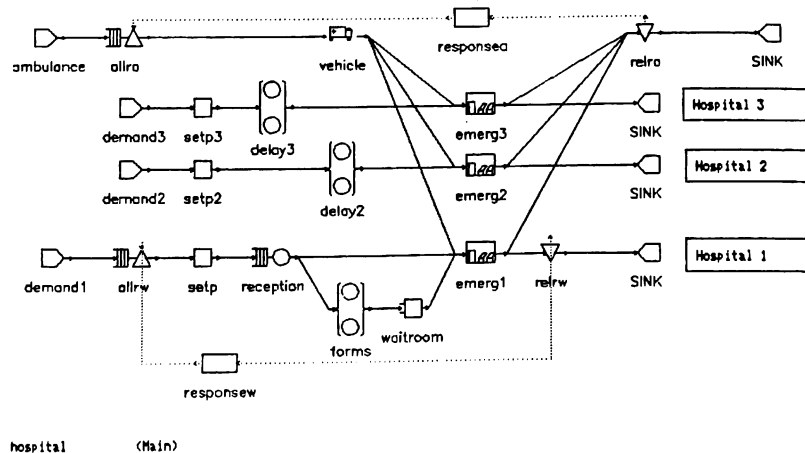 responsea
ambulance allra vehicle relra SINK
demand3 setp3 delay3 emerg3 SINK Hospital 3
demand2 setp2 delay2 emerg2 SINK Hospital 2
demand1 allrw setp reception emerg1 relrw SINK Hospital 1
forms waitroom
responsew
hospital (Main)